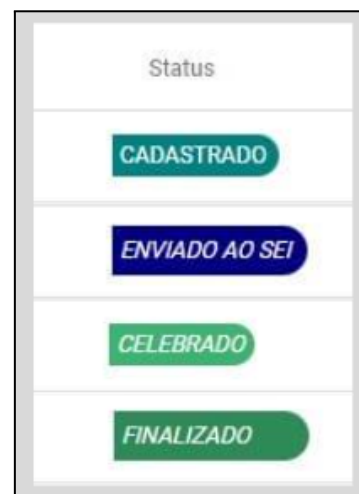 Status
CADASTRADO
ENVIADO AO SEI
CELEBRADO
FINALIZADO